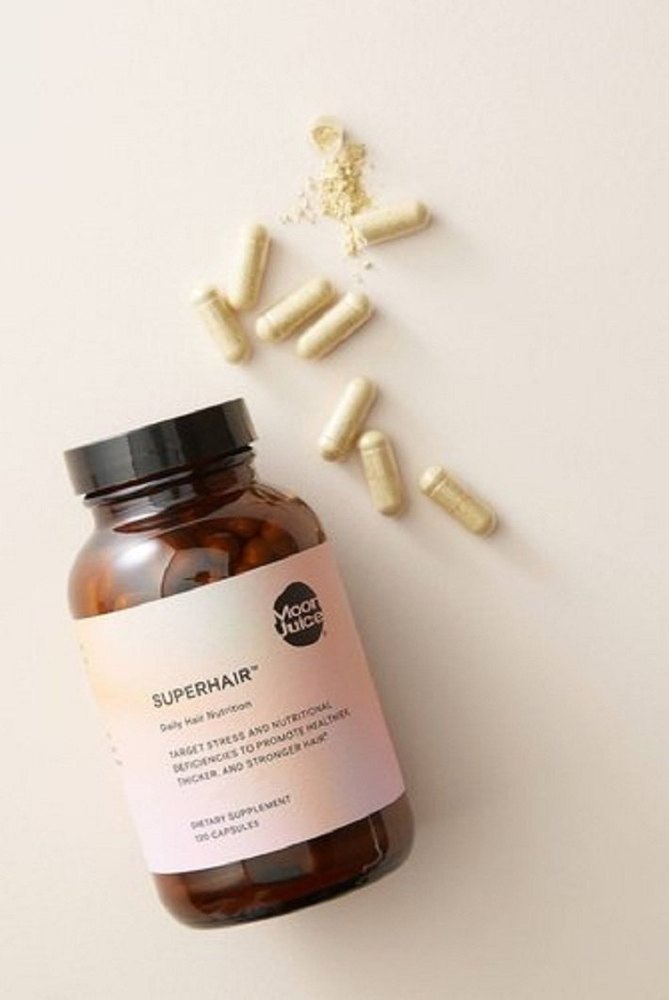 Moon
Juice
SUPERHAIR™
Daily Hair Nutrition
TARGET STRESS AND NUTRITIONAL
DEFICIENCIES TO PROMOTE HEALTHIER,
THICKER, AND STRONGER HAIR*
DIETARY SUPPLEMENT
120 CAPSULES